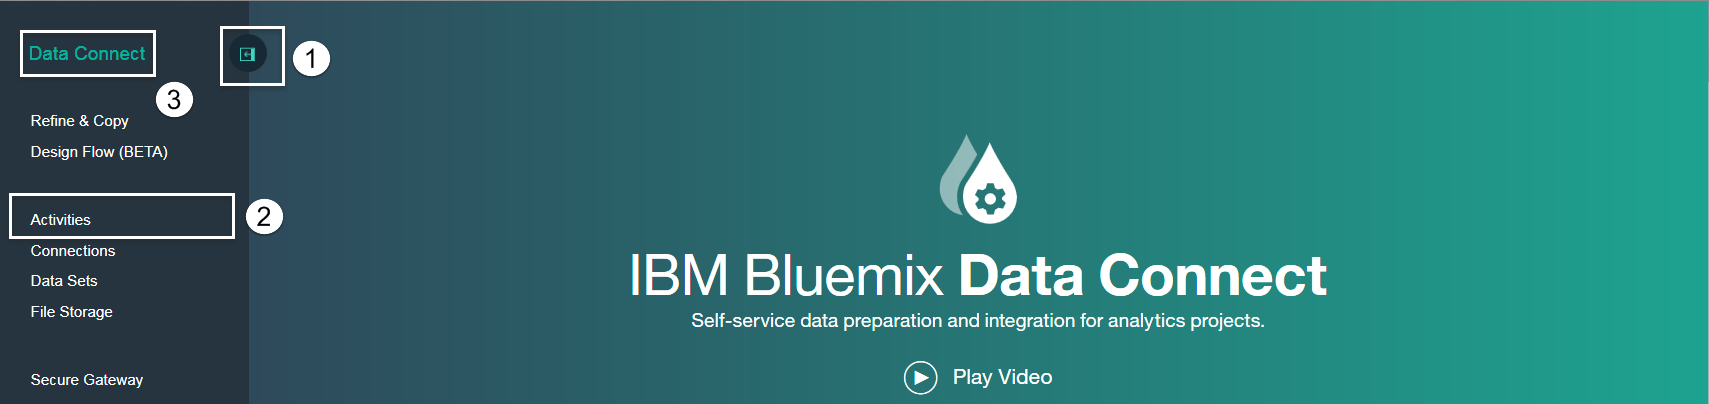 Data Connect
1
3
Refine & Copy
Design Flow (BETA)
Activities
2
Connections
Data Sets
File Storage
Secure Gateway
IBM Bluemix Data Connect
Self-service data preparation and integration for analytics projects.
Play Video